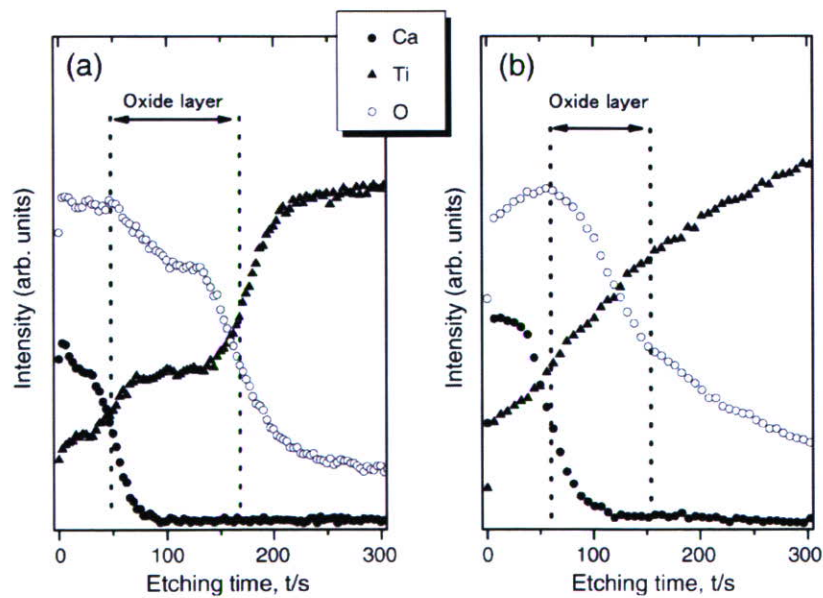 (a)
Oxide layer
Ca
Ti
O
(b)
Oxide layer
Intensity (arb. units)
Intensity (arb. units)
0 100 200 300
0 100 200 300
Etching time, t/s
Etching time, t/s